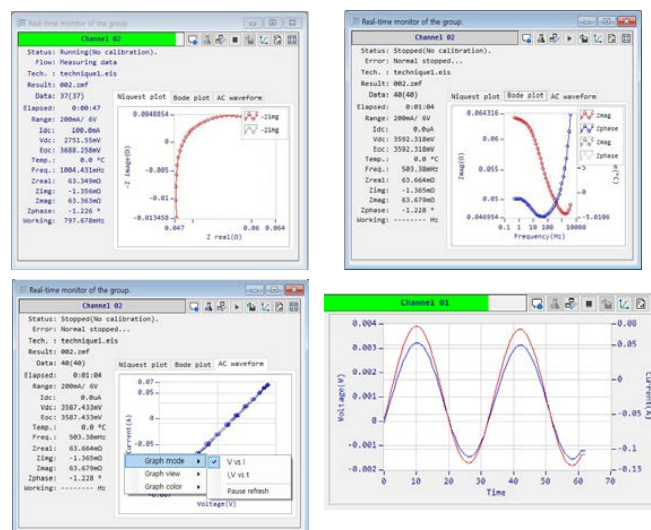 Real-time monitor of the group.
Channel 02
Status: Running(No calibration).
Flow: Measuring data
Tech. : technique1.eis
Result: 002.zmf
Data: 37(37)
Elapsed: 0:00:47
Range: 200mA/ 6V
Idc: 100.0mA
Vdc: 2751.55mV
Eoc: 3688.258mV
Temp.: 0.0 °C
Freq.: 1004.431mHz
Zreal: 63.349mΩ
Zimg: -1.356mΩ
Zmag: 63.363mΩ
Zphase: -1.226 °
Working: 797.678mHz
Niquest plot Bode plot AC waveform
0.0048854
0
-0.005
-0.01
-0.013458
-Z image(Ω)
0.047 0.06 0.064
Z real(Ω)
-Zimg
-Zimg
Real-time monitor of the group.
Channel 02
Status: Stopped(No calibration).
Error: Normal stopped...
Tech. : technique1.eis
Result: 002.zmf
Data: 40(40)
Elapsed: 0:01:04
Range: 200mA/ 6V
Idc: 0.0uA
Vdc: 3592.318mV
Eoc: 3592.318mV
Temp.: 0.0 °C
Freq.: 503.38mHz
Zreal: 63.664mΩ
Zimg: -1.365mΩ
Zmag: 63.679mΩ
Zphase: -1.228 °
Working: -------- Hz
Niquest plot Bode plot AC waveform
0.064316
0.06
0.055
0.05
0.046954
Zmag(Ω)
Zmag
Zphase
Zmag
Zphase
-5
-0
-5.0106
0.1 1 10 100 10000
Frequency(Hz)
Real-time monitor of the group.
Channel 02
Status: Stopped(No calibration).
Error: Normal stopped...
Tech. : technique1.eis
Result: 002.zmf
Data: 40(40)
Elapsed: 0:01:04
Range: 200mA/ 6V
Idc: 0.0uA
Vdc: 3587.433mV
Eoc: 3587.433mV
Temp.: 0.0 °C
Freq.: 503.38mHz
Zreal: 63.664mΩ
Zimg: -1.365mΩ
Zmag: 63.679mΩ
Zphase: -1.228 °
Working: -------- Hz
Niquest plot Bode plot AC waveform
0.07
0.05
0
-0.05
Current(A)
Voltage(V)
Graph mode
Graph view
Graph color
V vs I
I,V vs t
Pause refresh
Channel 01
0.004
0.003
0.002
0.001
0
-0.001
-0.002
Voltage(V)
0.08
0.05
0
-0.05
-0.1
-0.13
Current(A)
0 10 20 30 40 50 60 70
Time